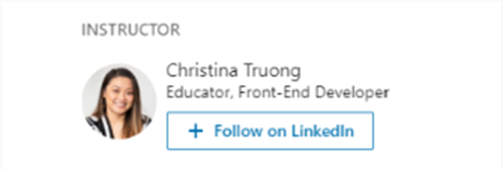 INSTRUCTOR
Christina Truong
Educator, Front-End Developer
+ Follow on LinkedIn